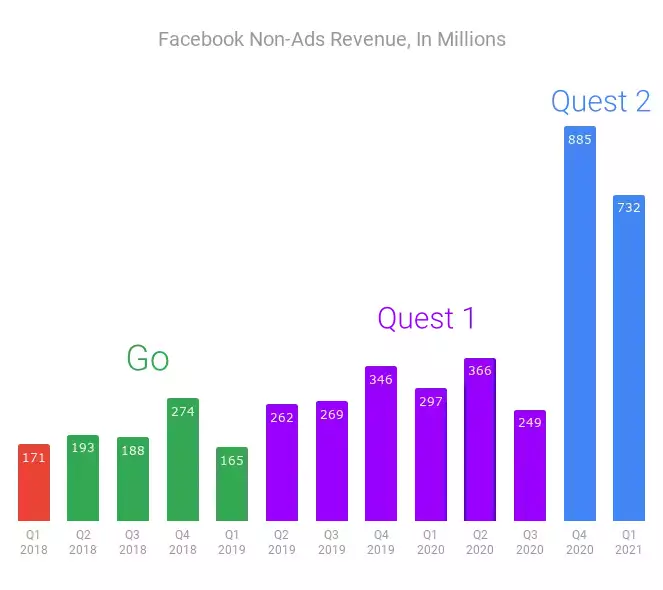 Facebook Non-Ads Revenue, In Millions
Quest 2
885
732
Quest 1
366
346
297
Go
274
269
262
249
193
188
171
165
Q1 Q2 Q3 Q4 Q1 Q2 Q3 Q4 Q1 Q2 Q3 Q4 Q1
2018 2018 2018 2018 2019 2019 2019 2019 2020 2020 2020 2020 2021